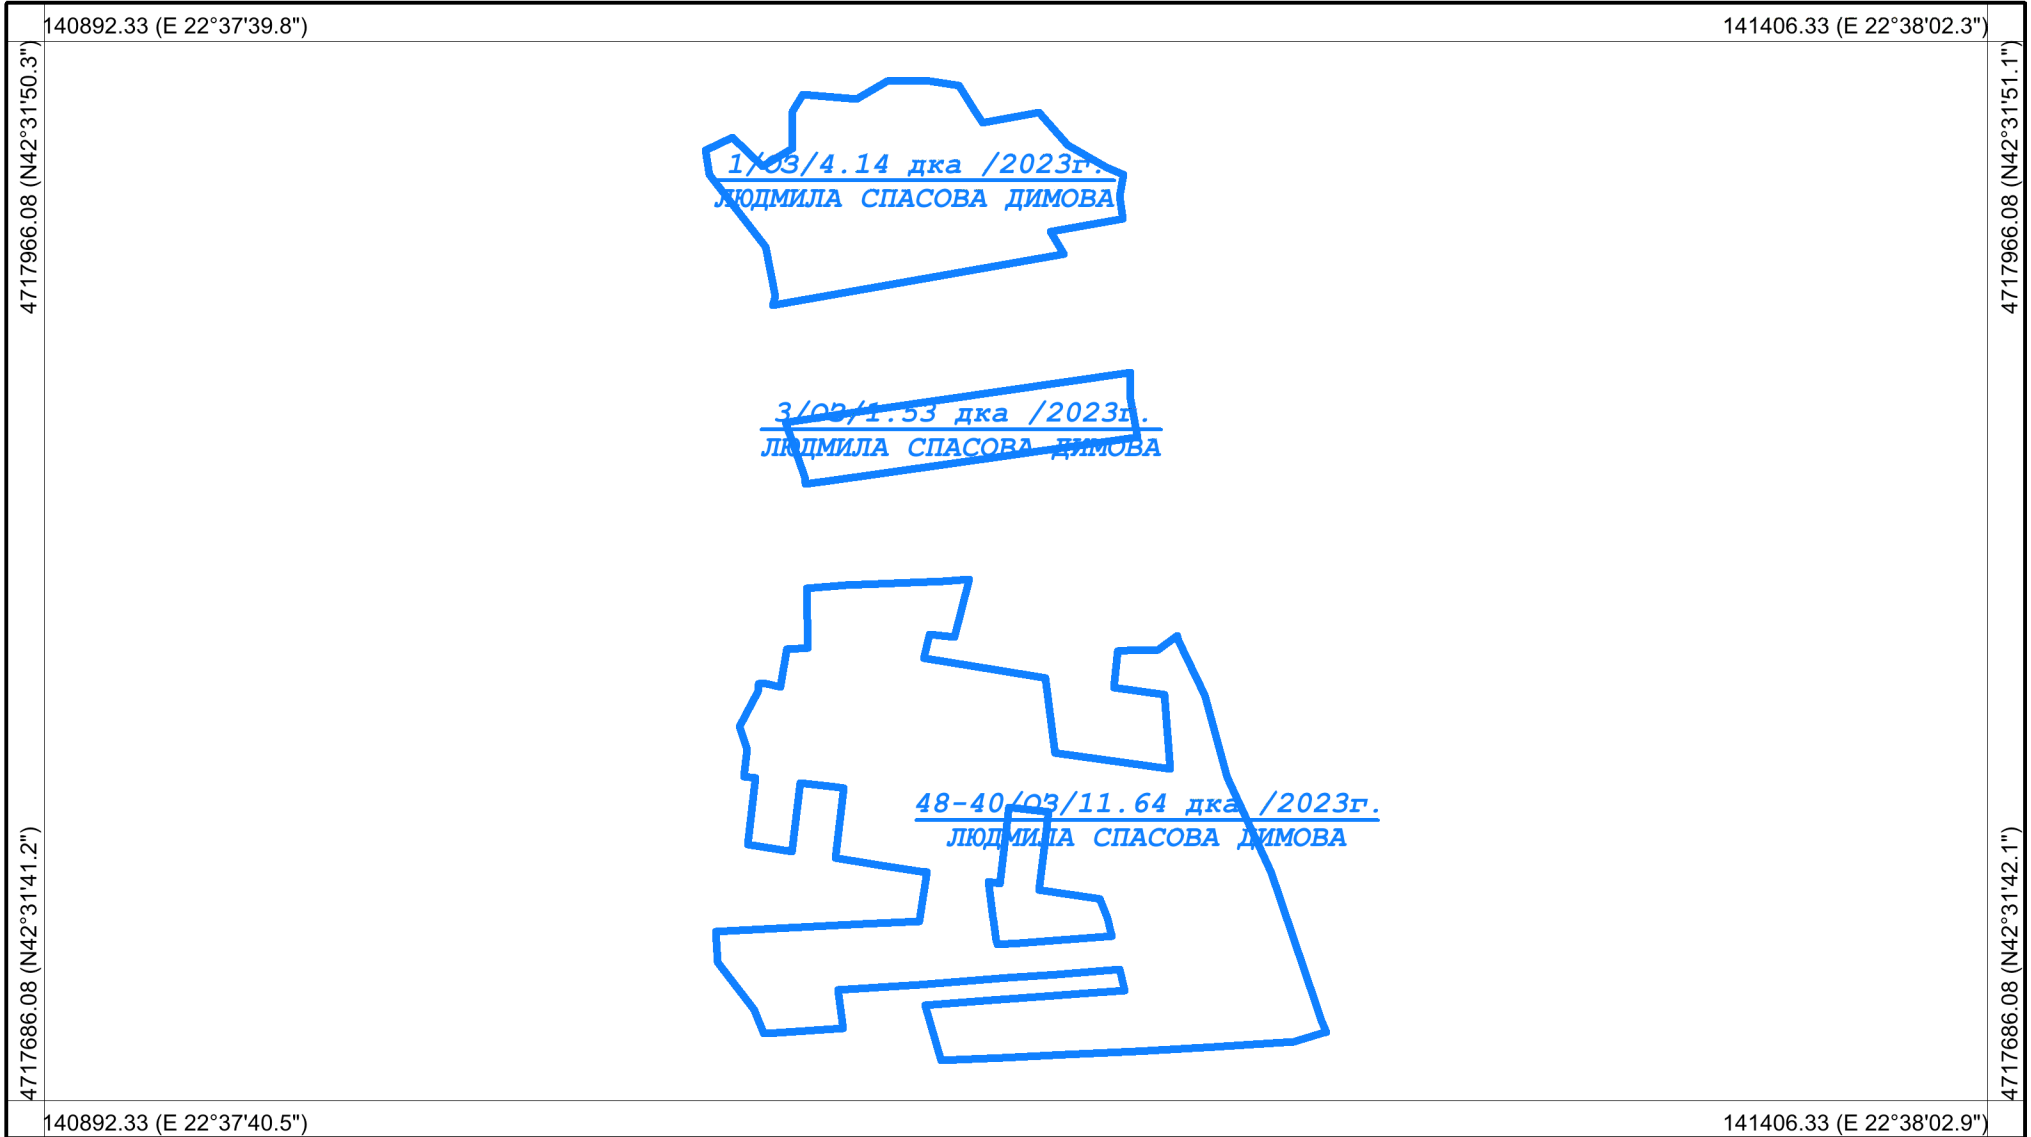 140892.33 (E 22°37'39.8")
141406.33 (E 22°38'02.3")
4717966.08 (N42°31'50.3")
4717966.08 (N42°31'51.1")
1/ОЗ/4.14 дка /2023г.
ЛЮДМИЛА СПАСОВА ДИМОВА
3/ОЗ/1.53 дка /2023г.
ЛЮДМИЛА СПАСОВА ДИМОВА
48-40/ОЗ/11.64 дка /2023г.
ЛЮДМИЛА СПАСОВА ДИМОВА
4717686.08 (N42°31'41.2")
4717686.08 (N42°31'42.1")
140892.33 (E 22°37'40.5")
141406.33 (E 22°38'02.9")